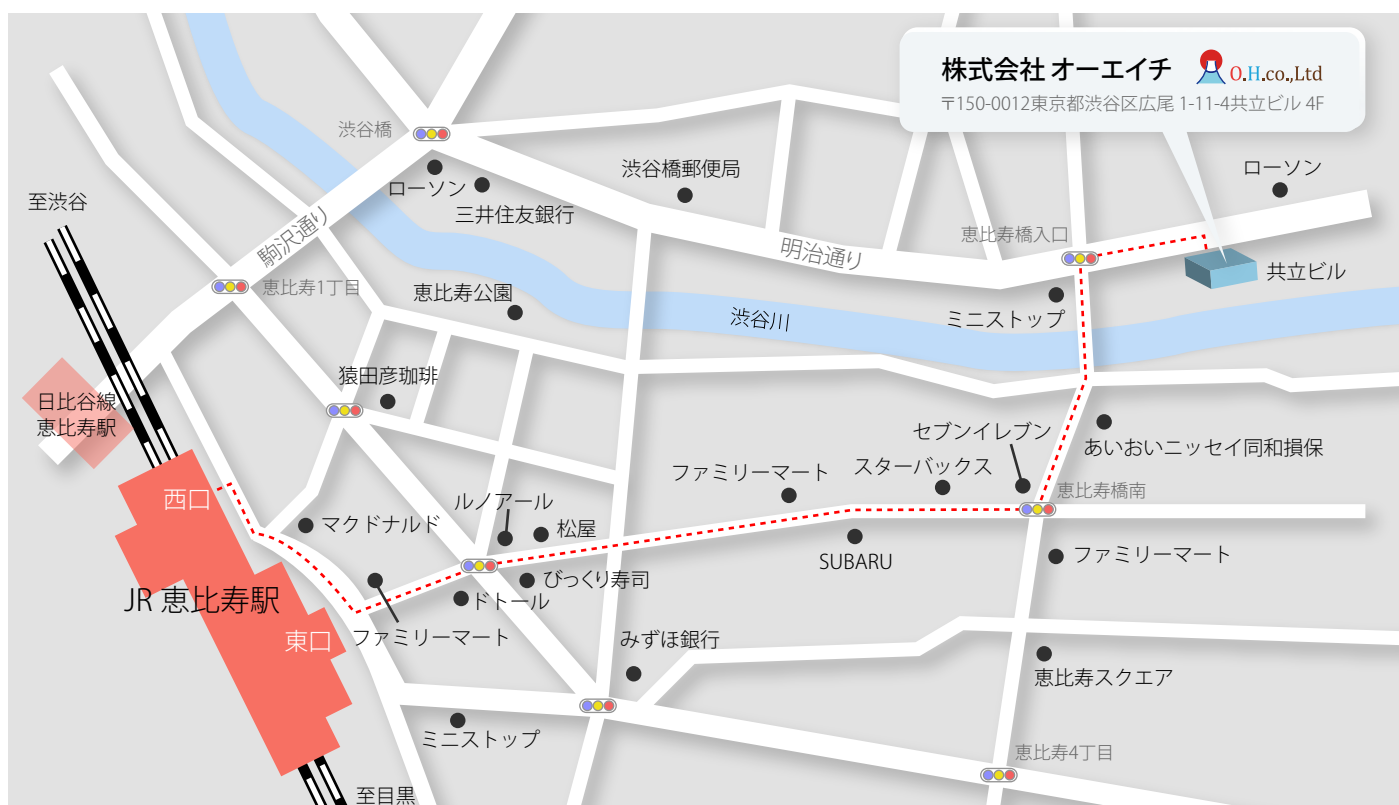 株式会社 オーエイチ
O.H.co.,Ltd
〒150-0012東京都渋谷区広尾 1-11-4共立ビル 4F
渋谷橋
ローソン
三井住友銀行
渋谷橋郵便局
ローソン
至渋谷
駒沢通り
明治通り
恵比寿橋入口
共立ビル
恵比寿1丁目
恵比寿公園
渋谷川
ミニストップ
猿田彦珈琲
日比谷線
恵比寿駅
セブンイレブン
あいおいニッセイ同和損保
ファミリーマート
スターバックス
恵比寿橋南
西口
マクドナルド
ルノアール
松屋
SUBARU
ファミリーマート
びっくり寿司
JR 恵比寿駅
ドトール
東口
ファミリーマート
みずほ銀行
恵比寿スクエア
ミニストップ
恵比寿4丁目
至目黒